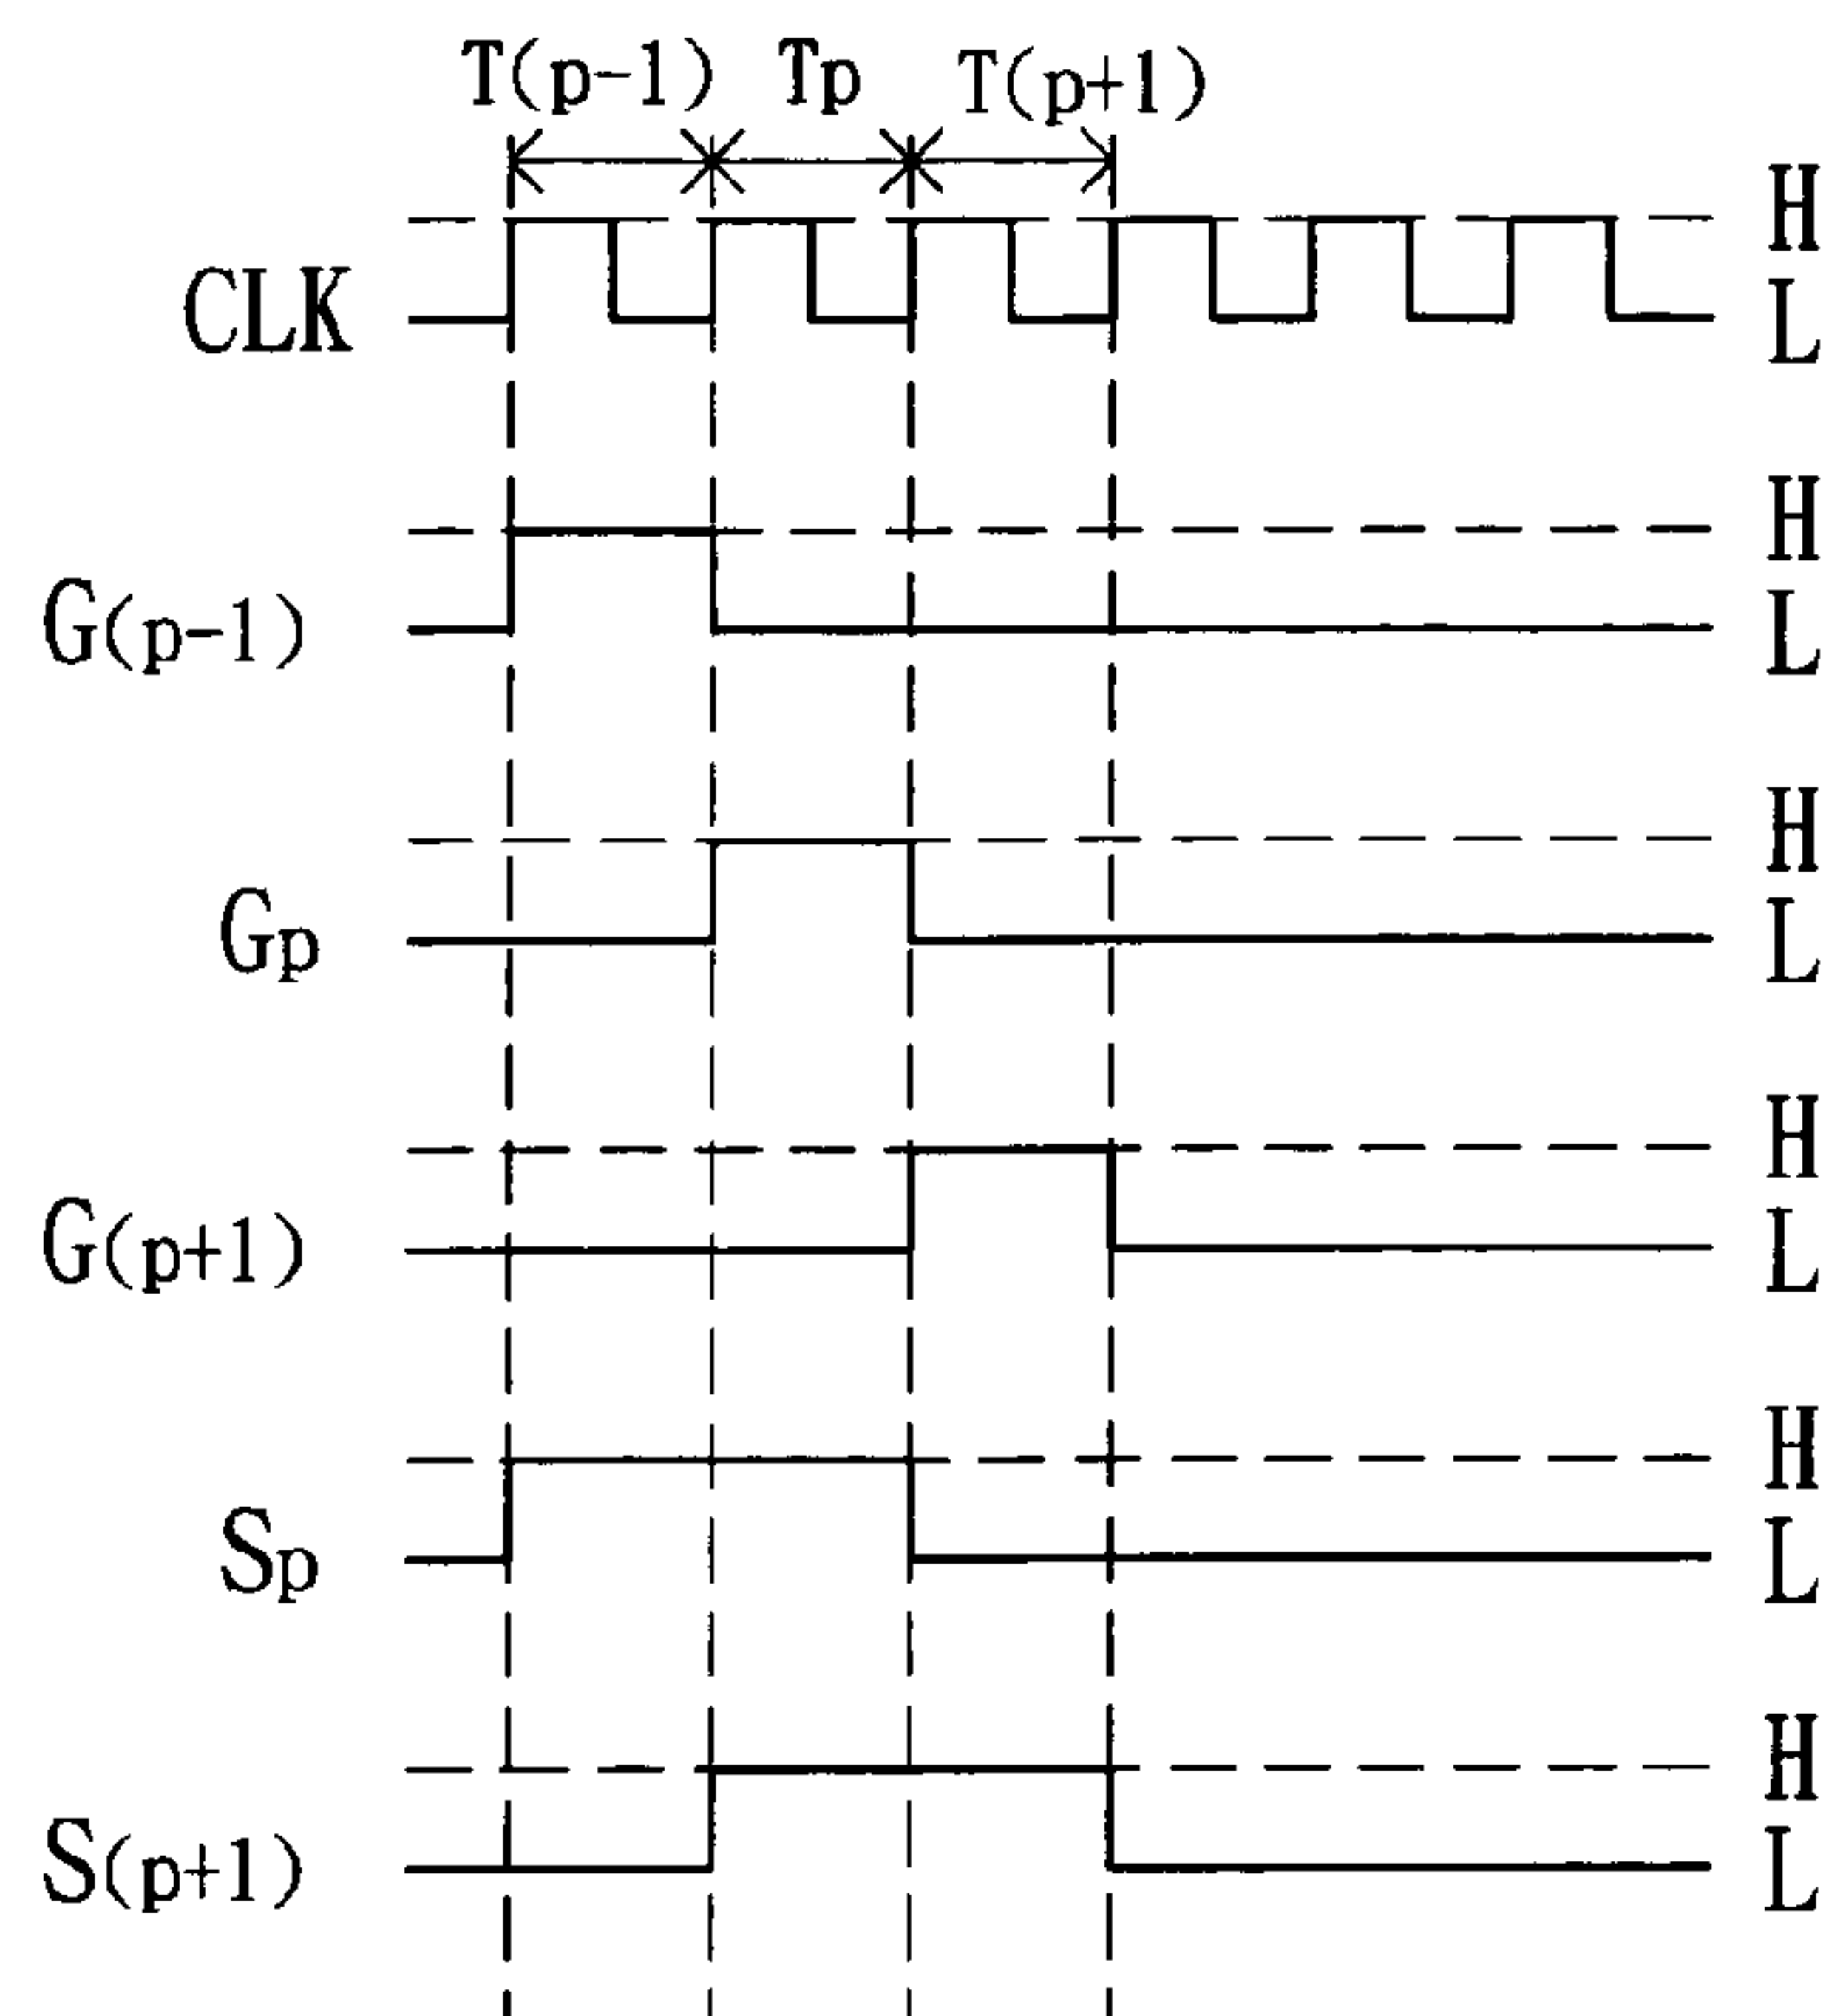 T(p-1) Tp T(p+1)
H
CLK
L
H
G(p-1)
L
H
Gp
L
H
G(p+1)
L
H
Sp
L
H
S(p+1)
L